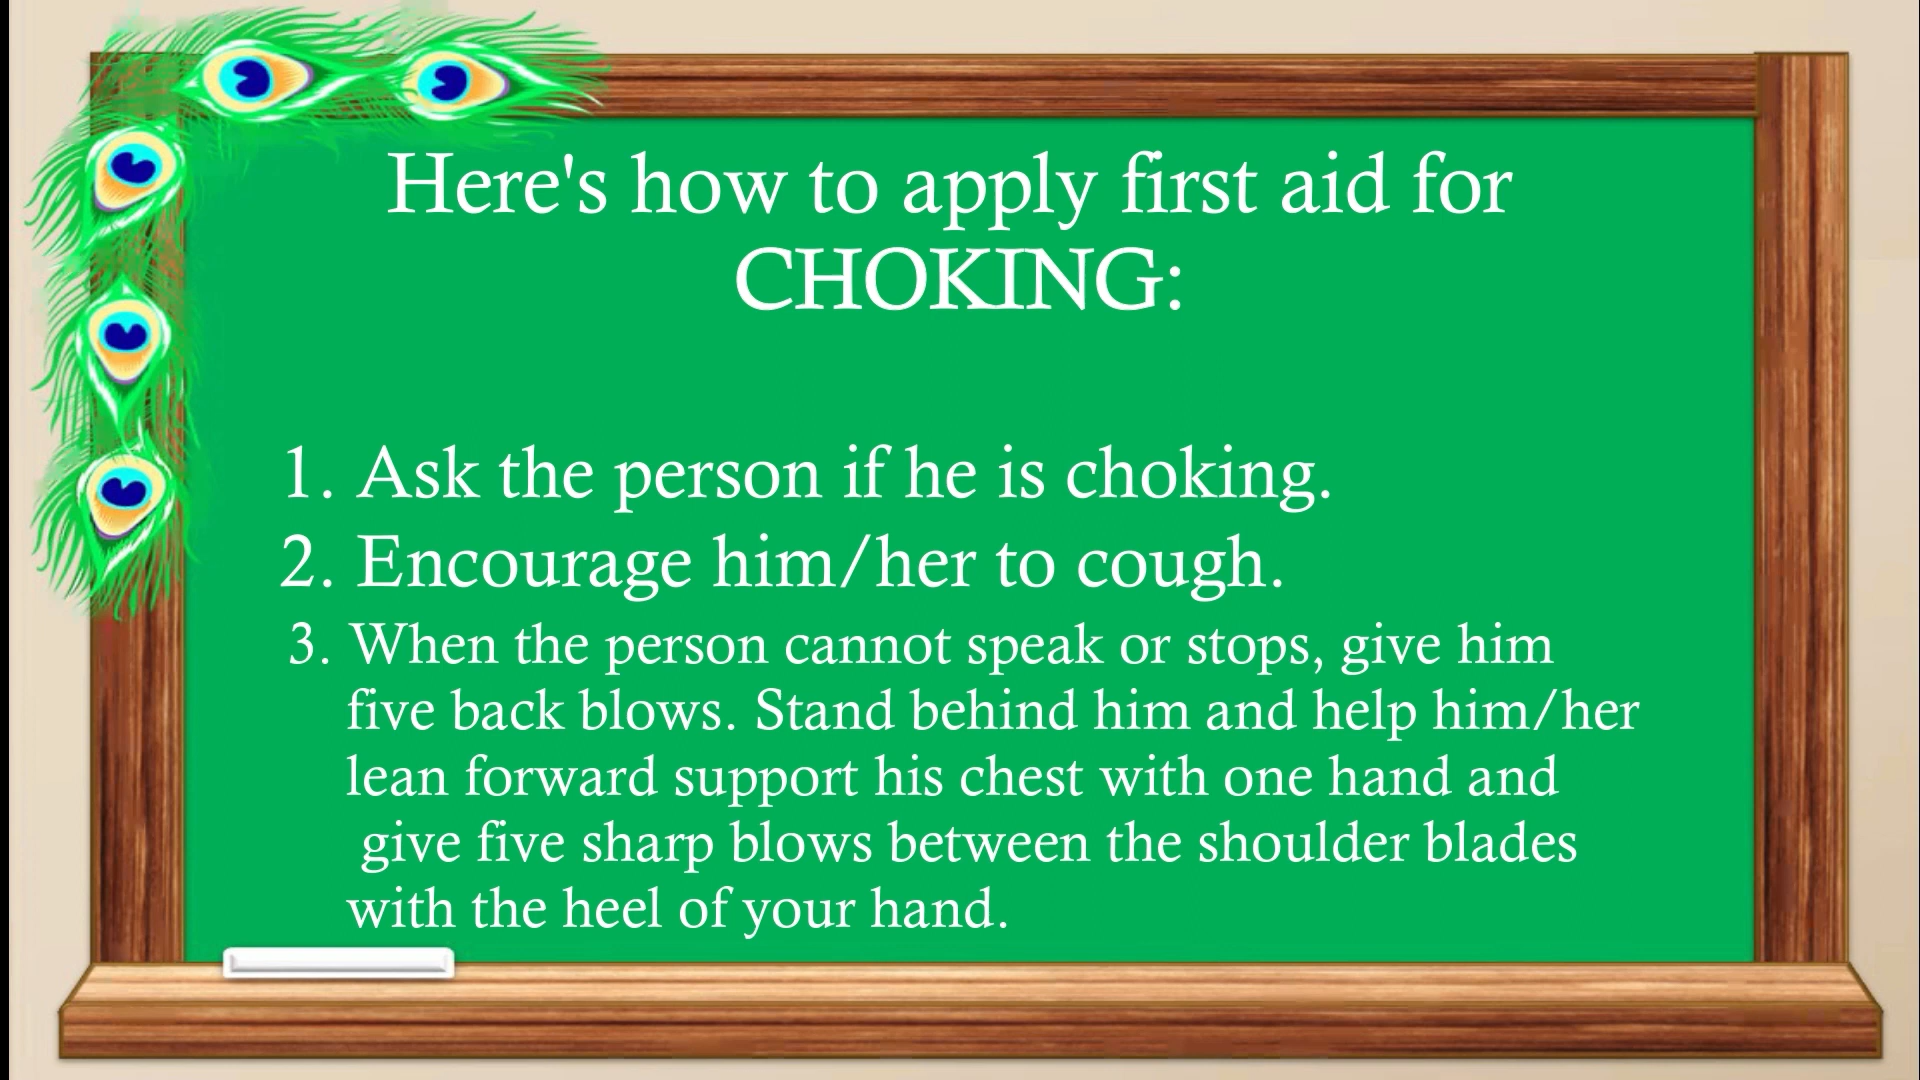 Here's how to apply first aid for
CHOKING:
1. Ask the person if he is choking.
2. Encourage him/her to cough.
3. When the person cannot speak or stops, give him
five back blows. Stand behind him and help him/her
lean forward support his chest with one hand and
give five sharp blows between the shoulder blades
with the heel of your hand.